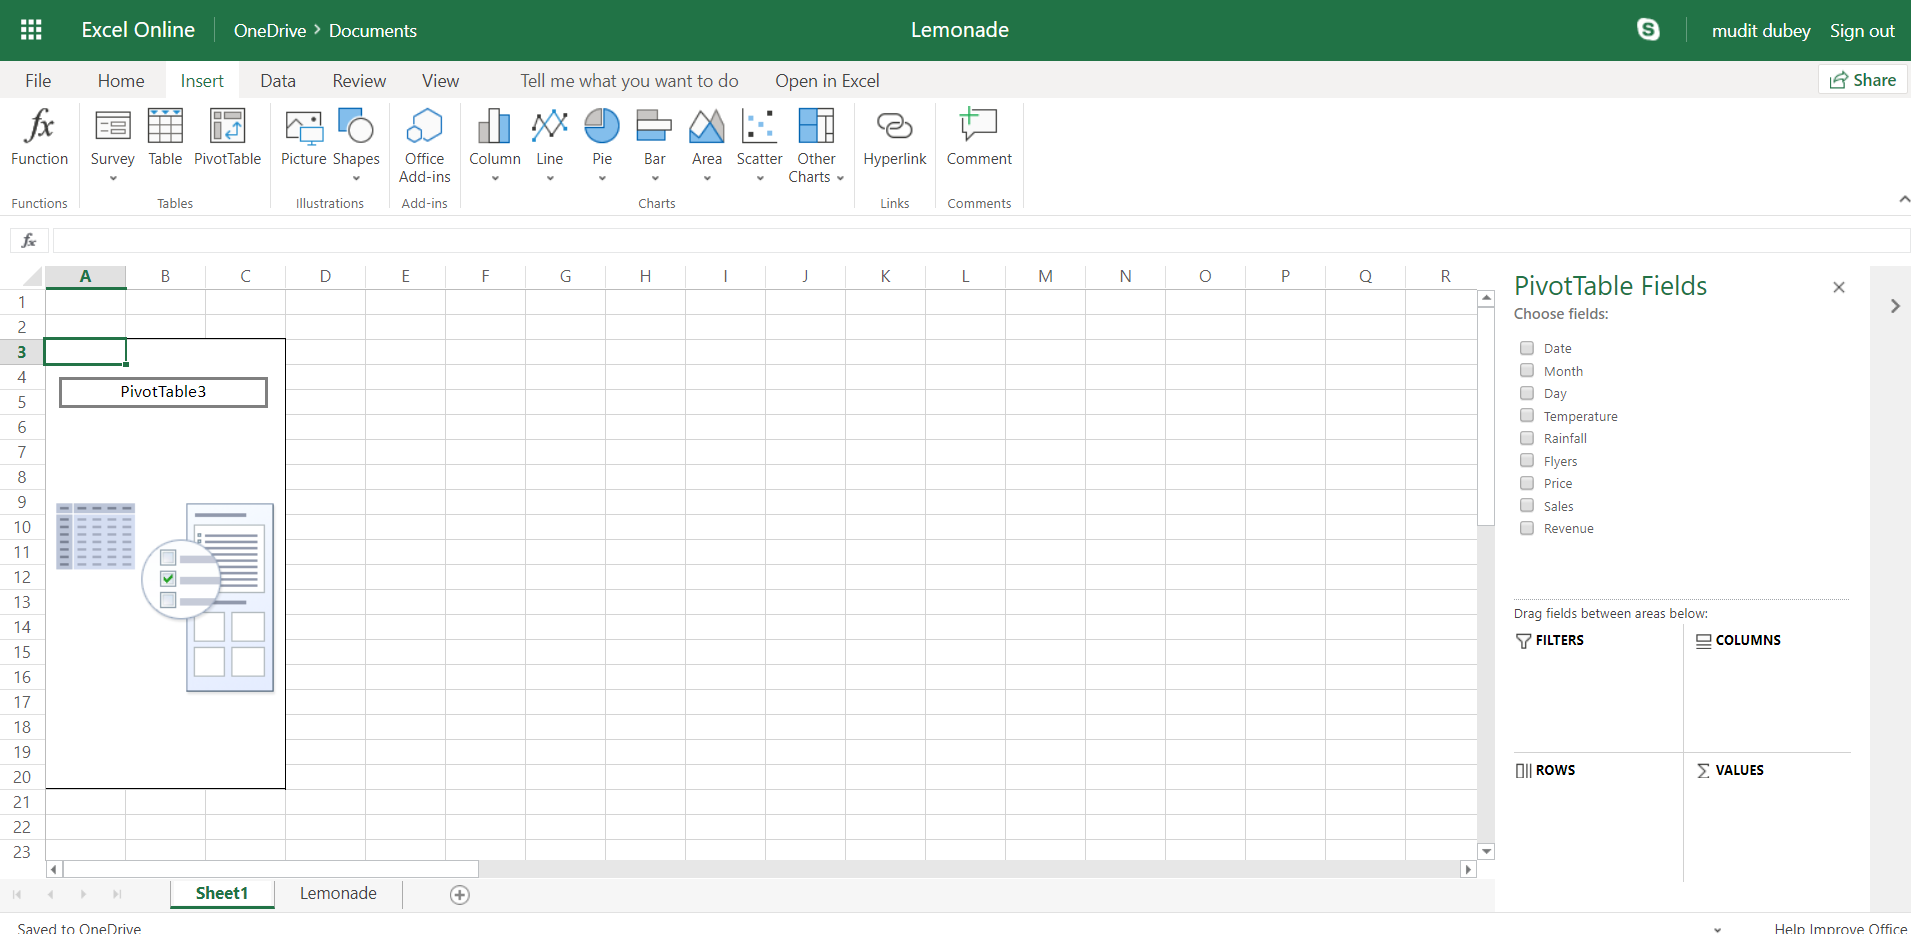 Excel Online OneDrive > Documents Lemonade mudit dubey Sign out
File Home Insert Data Review View Tell me what you want to do Open in Excel Share
fx
Function Survey Table PivotTable Picture Shapes Office Add-ins Column Line Pie Bar Area Scatter Other Charts Hyperlink Comment
Functions Tables Illustrations Add-ins Charts Links Comments
fx
A B C D E F G H I J K L M N O P Q R
1
2
3
4
5
6
7
8
9
10
11
12
13
14
15
16
17
18
19
20
21
22
23
PivotTable3
PivotTable Fields
Choose fields:
Date
Month
Day
Temperature
Rainfall
Flyers
Price
Sales
Revenue
Drag fields between areas below:
FILTERS COLUMNS
ROWS VALUES
Sheet1 Lemonade
Saved to OneDrive Help Improve Office